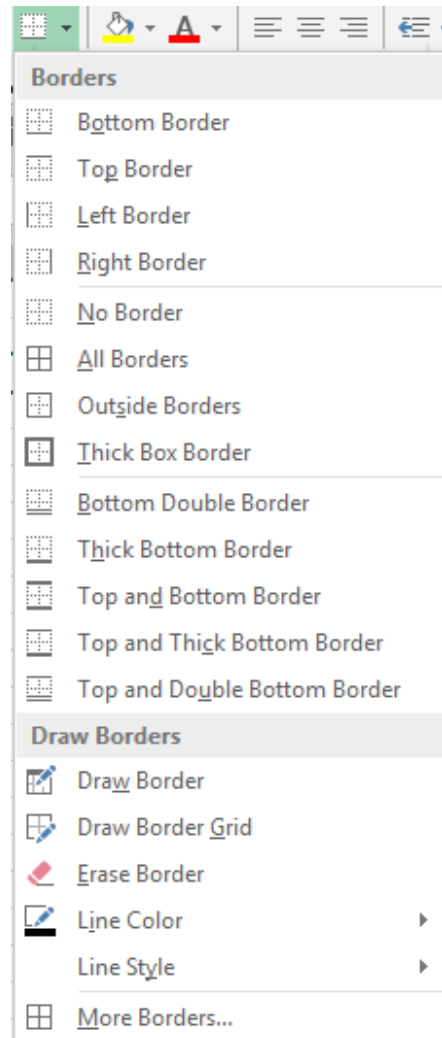 A
Borders
Bottom Border
Top Border
Left Border
Right Border
No Border
All Borders
Outside Borders
Thick Box Border
Bottom Double Border
Thick Bottom Border
Top and Bottom Border
Top and Thick Bottom Border
Top and Double Bottom Border
Draw Borders
Draw Border
Draw Border Grid
Erase Border
Line Color
Line Style
More Borders...